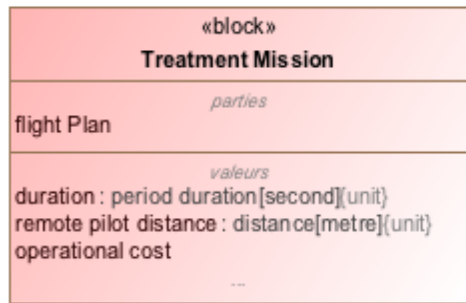 «block»
Treatment Mission
parties
flight Plan
valeurs
duration : period duration[second]{unit}
remote pilot distance : distance[metre]{unit}
operational cost
...